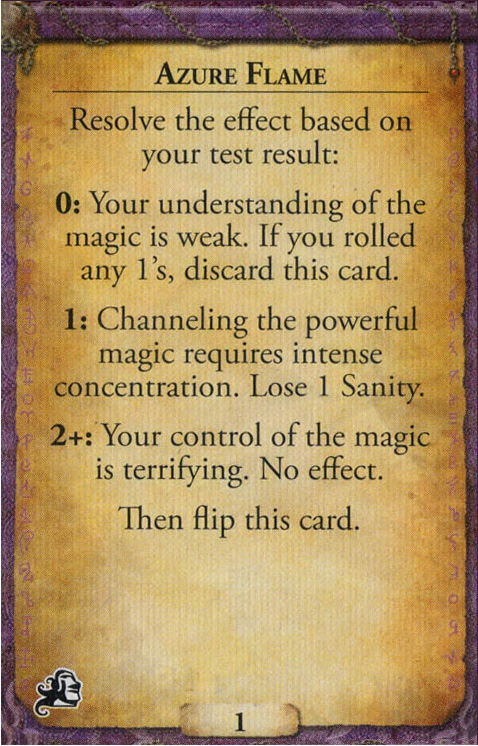 AZURE FLAME
Resolve the effect based on
your test result:
0: Your understanding of the
magic is weak. If you rolled
any 1's, discard this card.
1: Channeling the powerful
magic requires intense
concentration. Lose 1 Sanity.
2+: Your control of the magic
is terrifying. No effect.
Then flip this card.
1